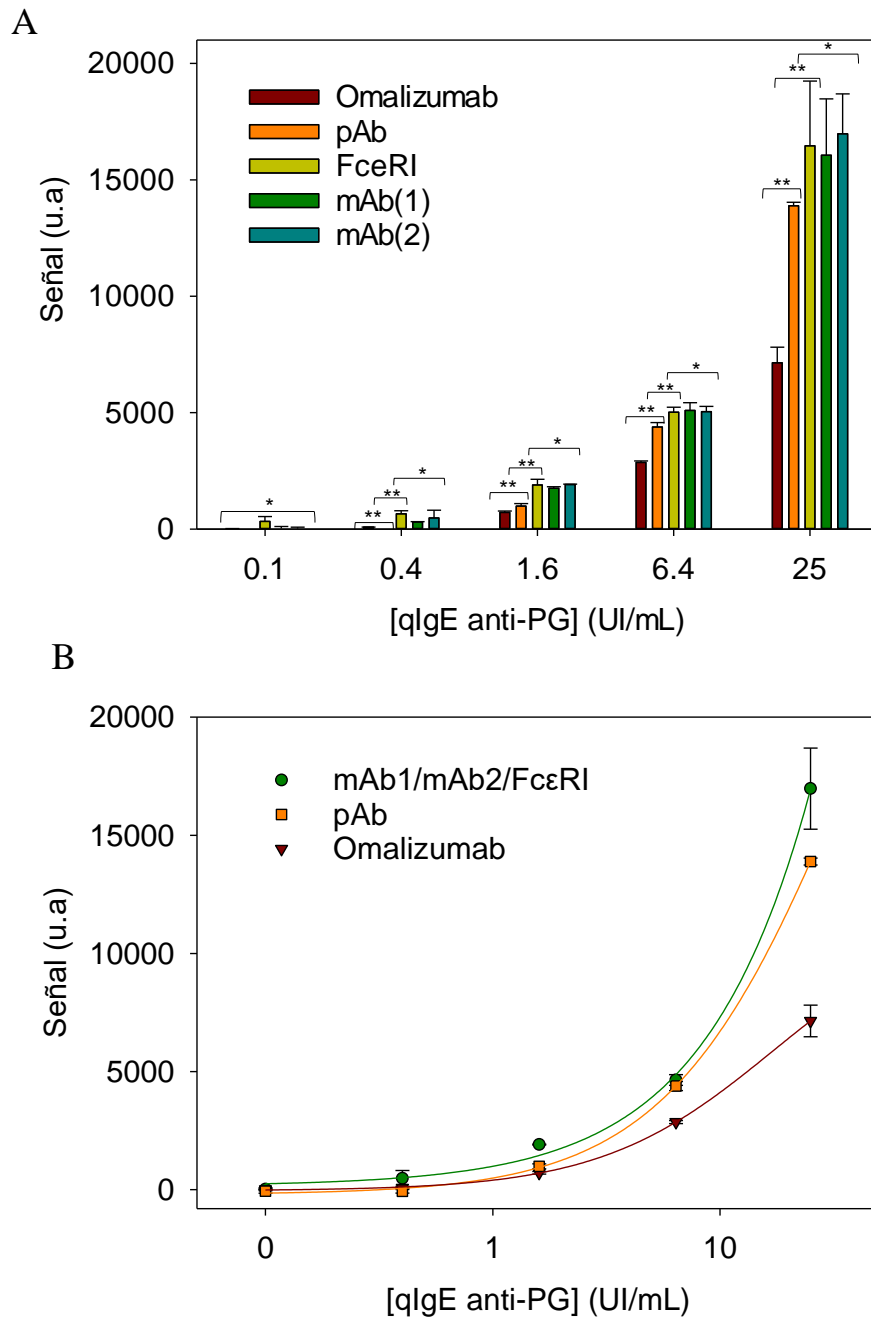 A
20000
15000
10000
5000
0
Señal (u.a)
Omalizumab
pAb
FceRI
mAb(1)
mAb(2)
*
** ** *
** ** *
** ** *
** ** *
0.1 0.4 1.6 6.4 25
[qIgE anti-PG] (UI/mL)
B
20000
15000
10000
5000
0
Señal (u.a)
mAb1/mAb2/FcεRI
pAb
Omalizumab
0 1 10
[qIgE anti-PG] (UI/mL)